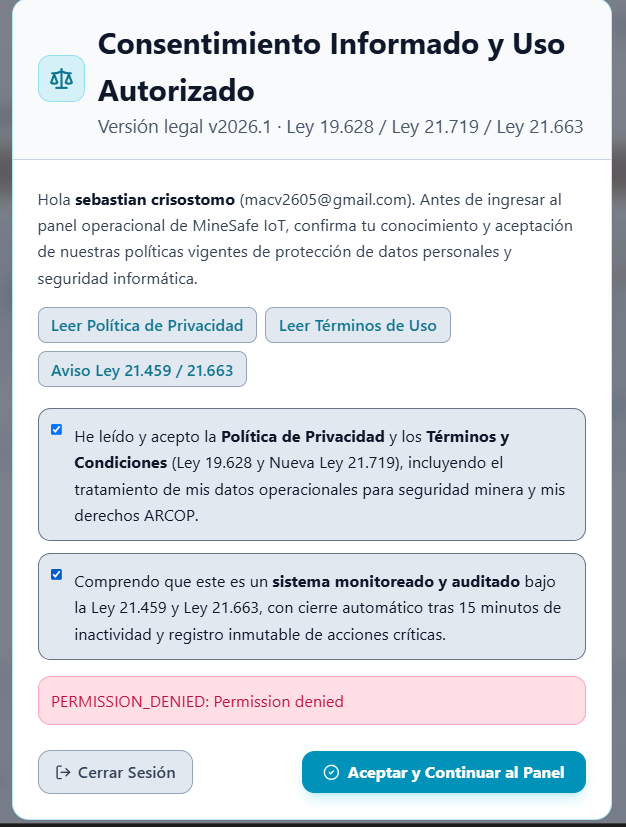 Consentimiento Informado y Uso
Autorizado
Versión legal v2026.1 · Ley 19.628 / Ley 21.719 / Ley 21.663
Hola sebastian crisostomo (macv2605@gmail.com). Antes de ingresar al
panel operacional de MineSafe IoT, confirma tu conocimiento y aceptación
de nuestras políticas vigentes de protección de datos personales y
seguridad informática.
Leer Política de Privacidad
Leer Términos de Uso
Aviso Ley 21.459 / 21.663
He leído y acepto la Política de Privacidad y los Términos y
Condiciones (Ley 19.628 y Nueva Ley 21.719), incluyendo el
tratamiento de mis datos operacionales para seguridad minera y mis
derechos ARCOP.
Comprendo que este es un sistema monitoreado y auditado bajo
la Ley 21.459 y Ley 21.663, con cierre automático tras 15 minutos de
inactividad y registro inmutable de acciones críticas.
PERMISSION_DENIED: Permission denied
Cerrar Sesión
Aceptar y Continuar al Panel